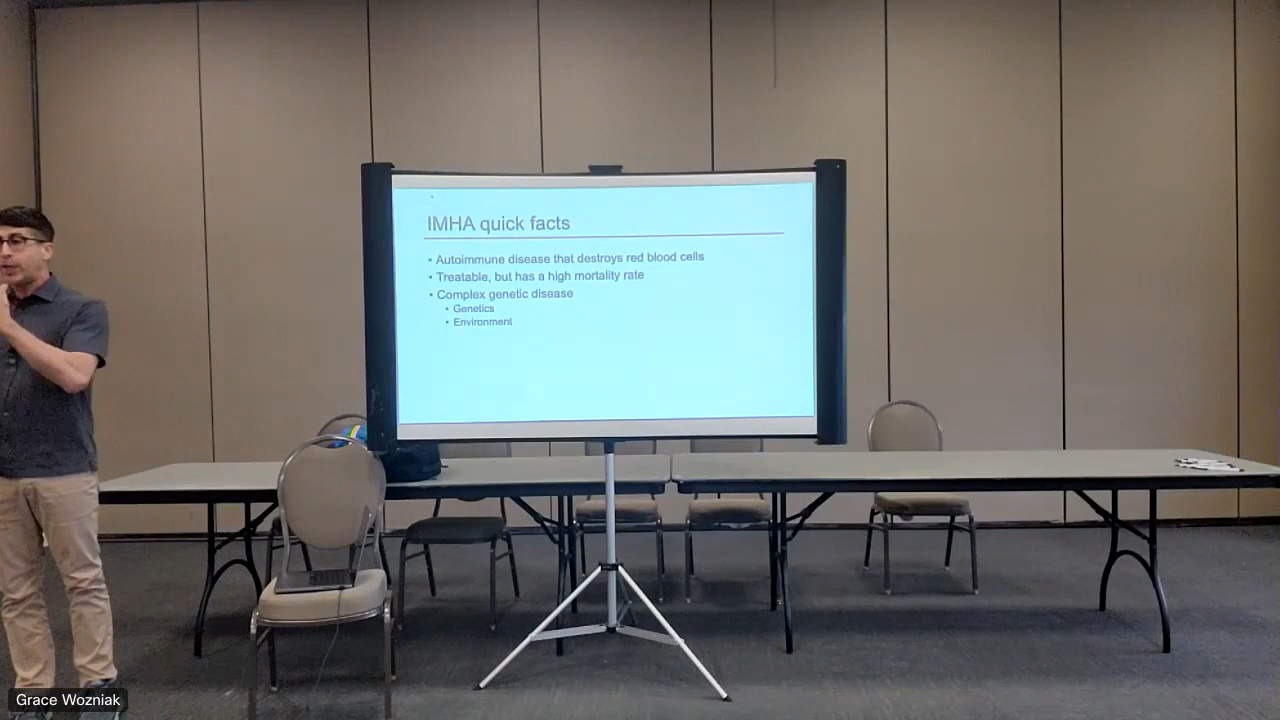 IMHA quick facts
• Autoimmune disease that destroys red blood cells
• Treatable, but has a high mortality rate
• Complex genetic disease
• Genetics
• Environment
Grace Wozniak